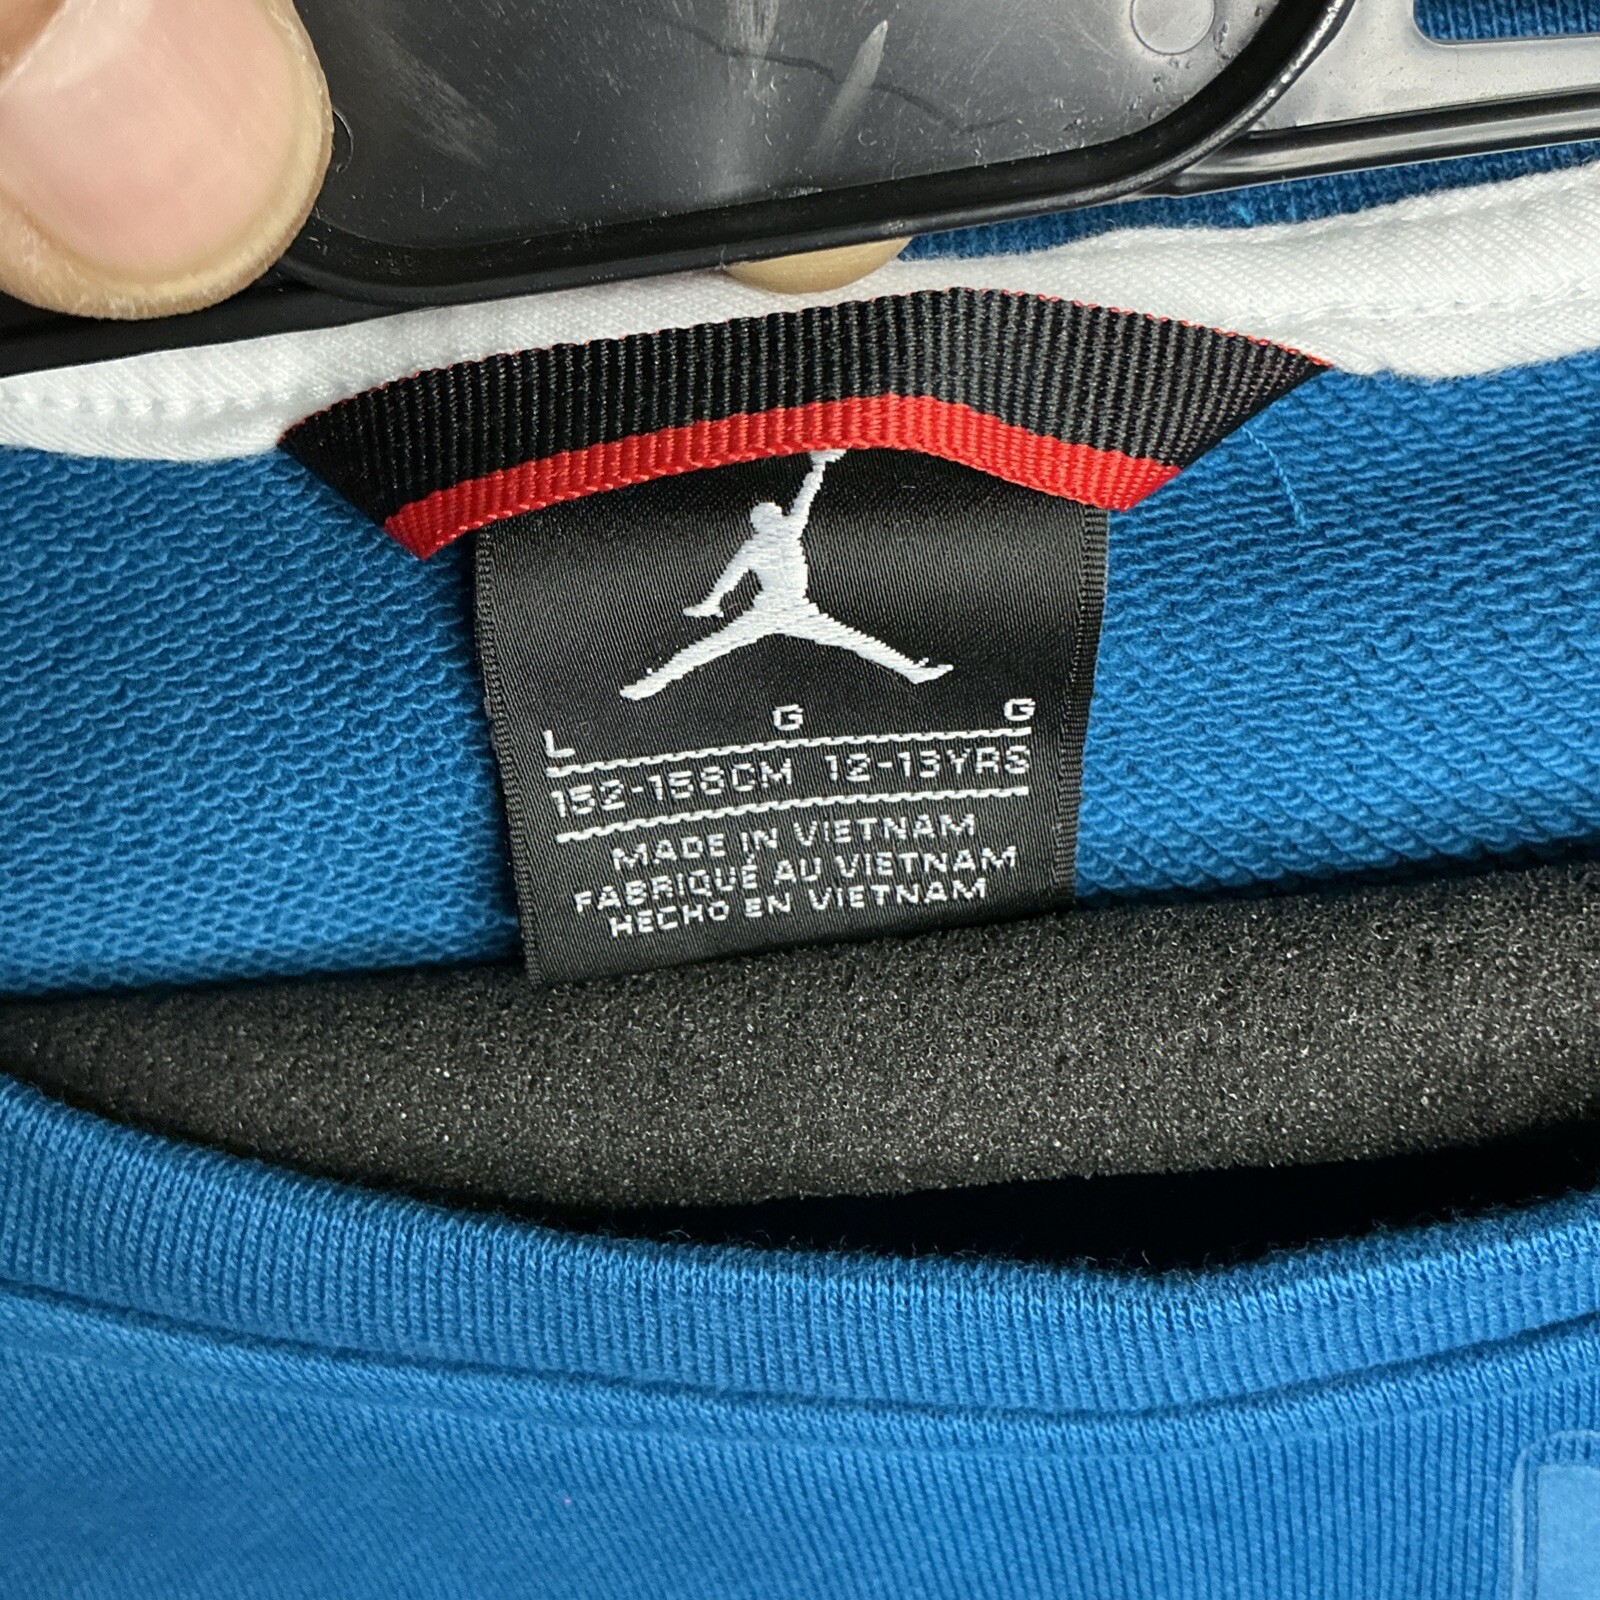 L G G
152-158CM 12-13YRS
MADE IN VIETNAM
FABRIQUÉ AU VIETNAM
HECHO EN VIETNAM